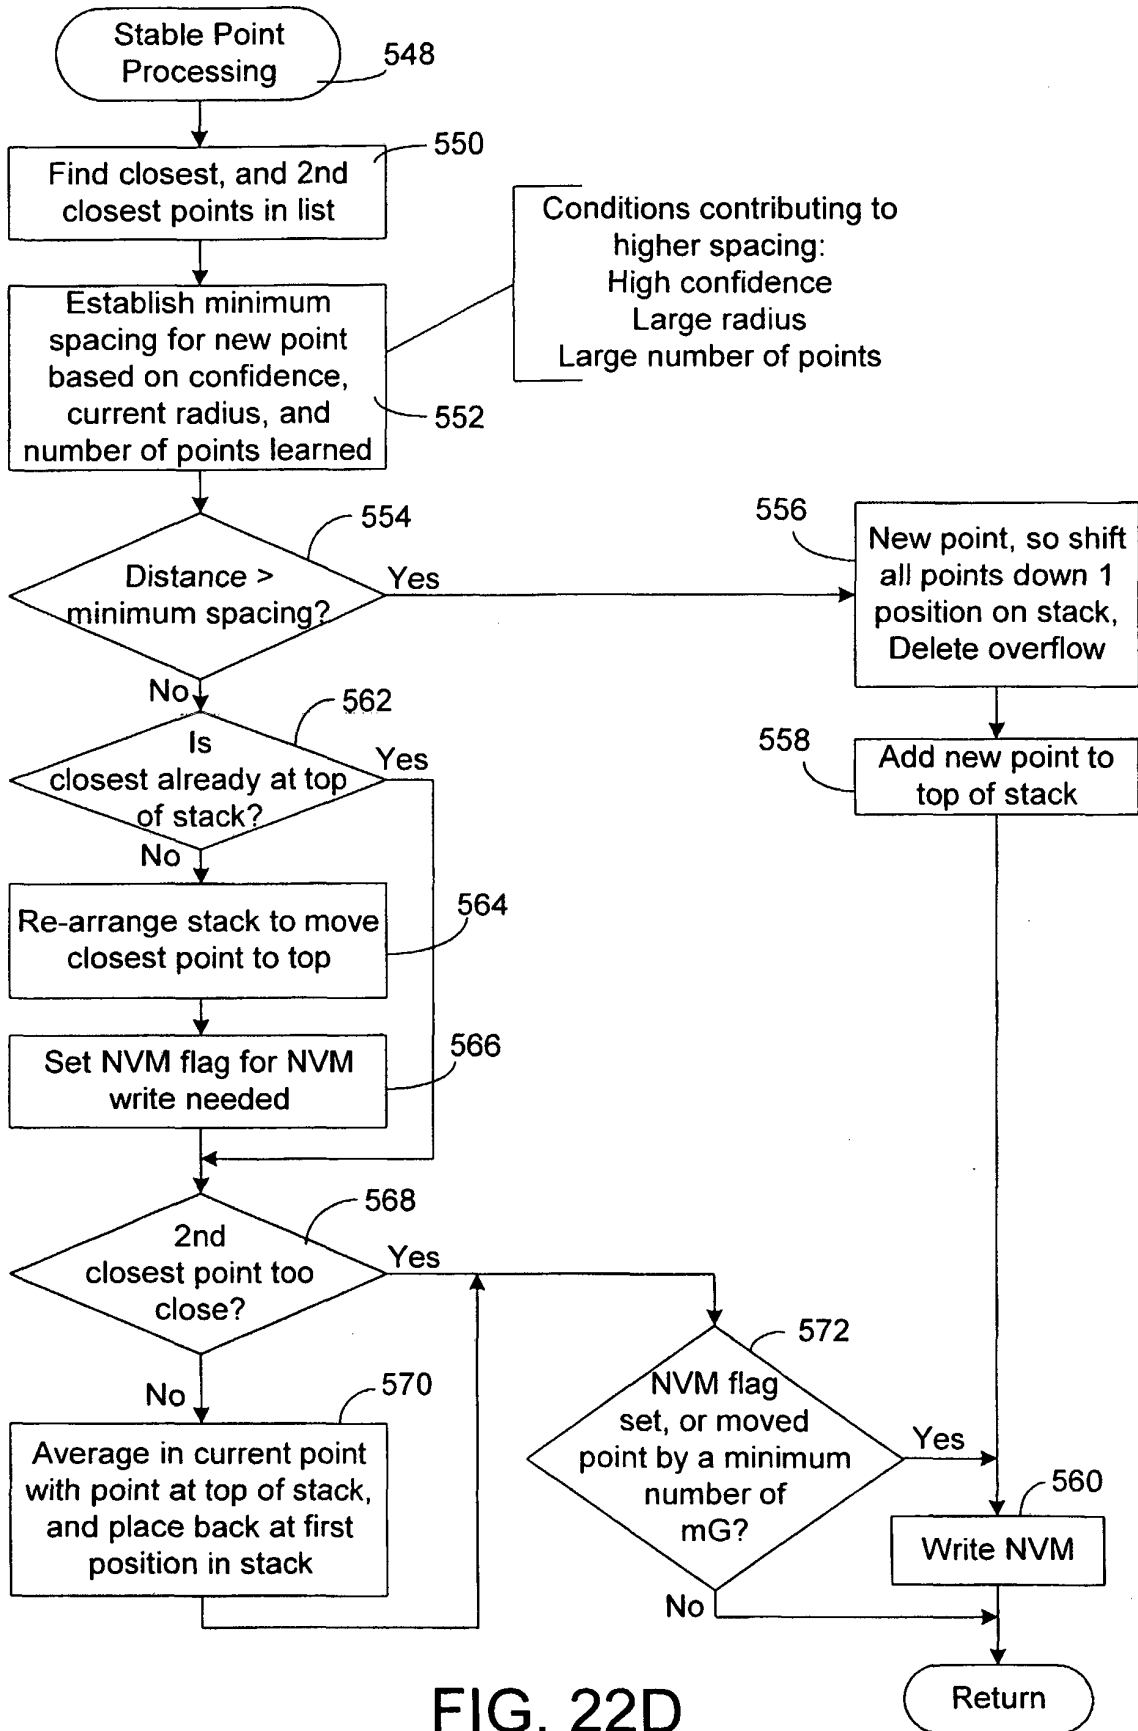 Stable Point
Processing
548
550
Find closest, and 2nd
closest points in list
Conditions contributing to
higher spacing:
High confidence
Large radius
Large number of points
Establish minimum
spacing for new point
based on confidence,
current radius, and
number of points learned
552
554
Distance >
minimum spacing?
Yes
No
556
New point, so shift
all points down 1
position on stack,
Delete overflow
558
Add new point to
top of stack
562
Is
closest already at top
of stack?
Yes
No
564
Re-arrange stack to move
closest point to top
566
Set NVM flag for NVM
write needed
568
2nd
closest point too
close?
Yes
No
570
Average in current point
with point at top of stack,
and place back at first
position in stack
572
NVM flag
set, or moved
point by a minimum
number of
mG?
Yes
No
560
Write NVM
Return
FIG. 22D